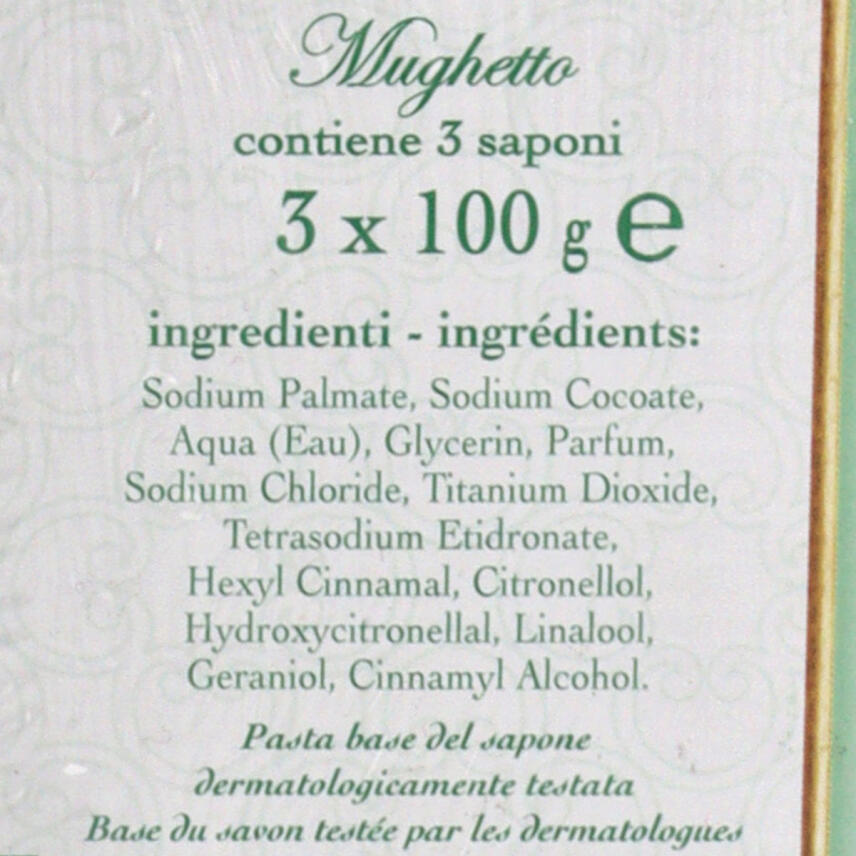 Mughetto
contiene 3 saponi
3 x 100 g ℮
ingredienti - ingrédients:
Sodium Palmate, Sodium Cocoate,
Aqua (Eau), Glycerin, Parfum,
Sodium Chloride, Titanium Dioxide,
Tetrasodium Etidronate,
Hexyl Cinnamal, Citronellol,
Hydroxycitronellal, Linalool,
Geraniol, Cinnamyl Alcohol.
Pasta base del sapone
dermatologicamente testata
Base du savon testée par les dermatologues